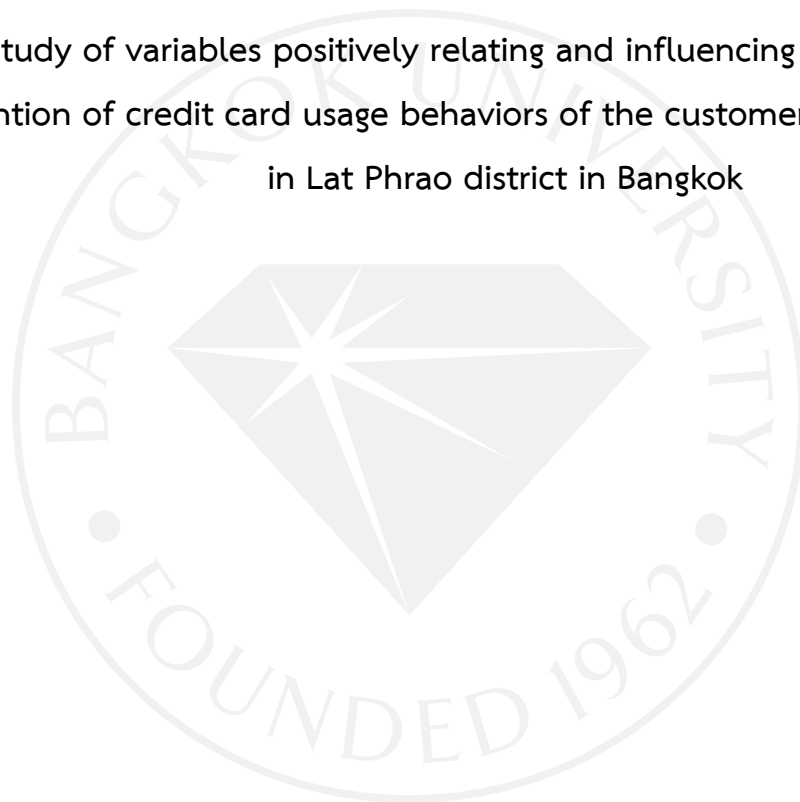 tudy of variables positively relating and influencing
ntion of credit card usage behaviors of the customer
in Lat Phrao district in Bangkok
BANGKOK UNIVERSITY
FOUNDED 1962